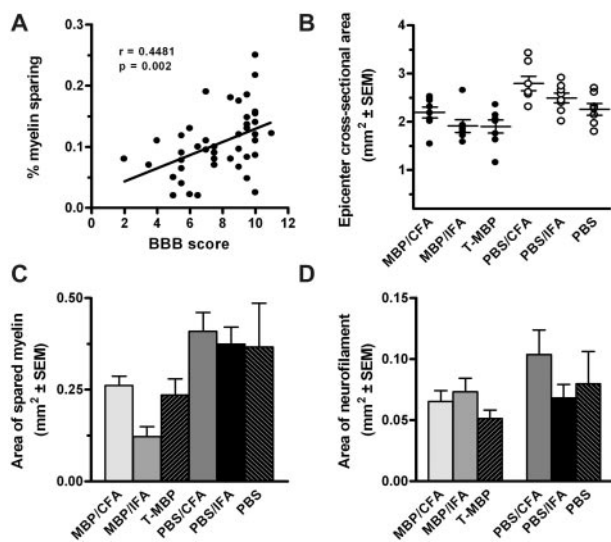 A
r = 0.4481
p = 0.002
% myelin sparing
0.3
0.2
0.1
0.0
0 2 4 6 8 10 12
BBB score
B
Epicenter cross-sectional area
(mm² ± SEM)
4
3
2
1
0
MBP/CFA
MBP/IFA
T-MBP
PBS/CFA
PBS/IFA
PBS
C
Area of spared myelin
(mm² ± SEM)
0.50
0.25
0.00
MBP/CFA
MBP/IFA
T-MBP
PBS/CFA
PBS/IFA
PBS
D
Area of neurofilament
(mm² ± SEM)
0.15
0.10
0.05
0.00
MBP/CFA
MBP/IFA
T-MBP
PBS/CFA
PBS/IFA
PBS